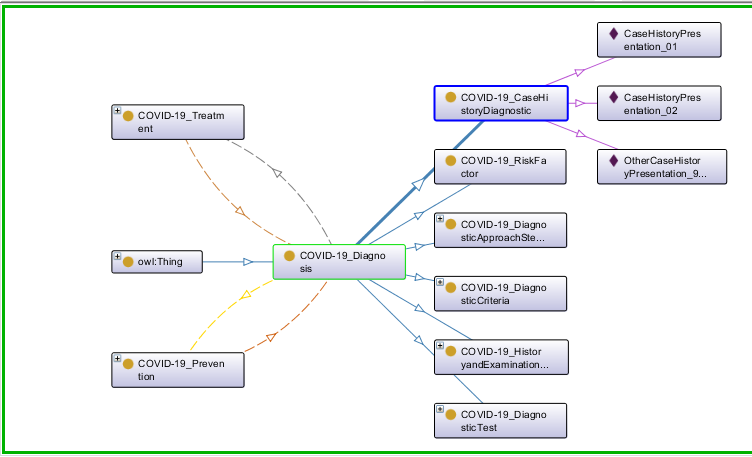 CaseHistoryPres
entation_01
COVID-19_CaseHi
storyDiagnostic
CaseHistoryPres
entation_02
COVID-19_Treatm
ent
COVID-19_RiskFa
ctor
OtherCaseHistor
yPresentation_9...
COVID-19_Diagno
sticApproachSte...
owl:Thing
COVID-19_Diagno
sis
COVID-19_Diagno
sticCriteria
COVID-19_Preven
tion
COVID-19_Histor
yandExamination...
COVID-19_Diagno
sticTest